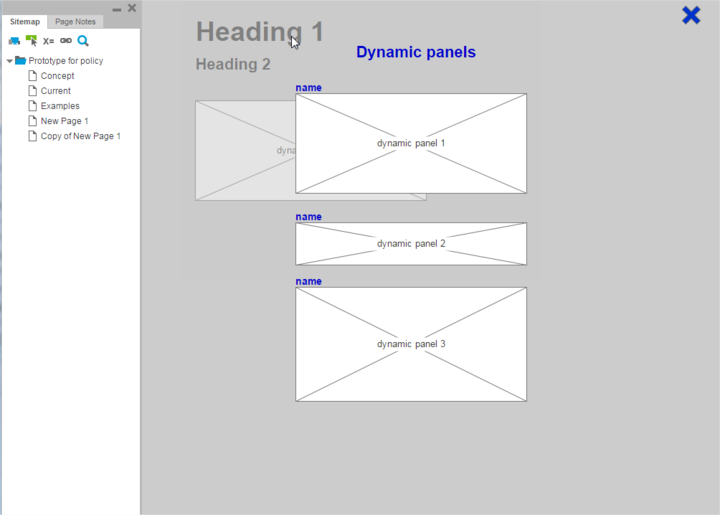 Sitemap
Page Notes
X=
Prototype for policy
Concept
Current
Examples
New Page 1
Copy of New Page 1
Heading 1
Dynamic panels
Heading 2
name
dynamic panel 1
name
dynamic panel 2
name
dynamic panel 3